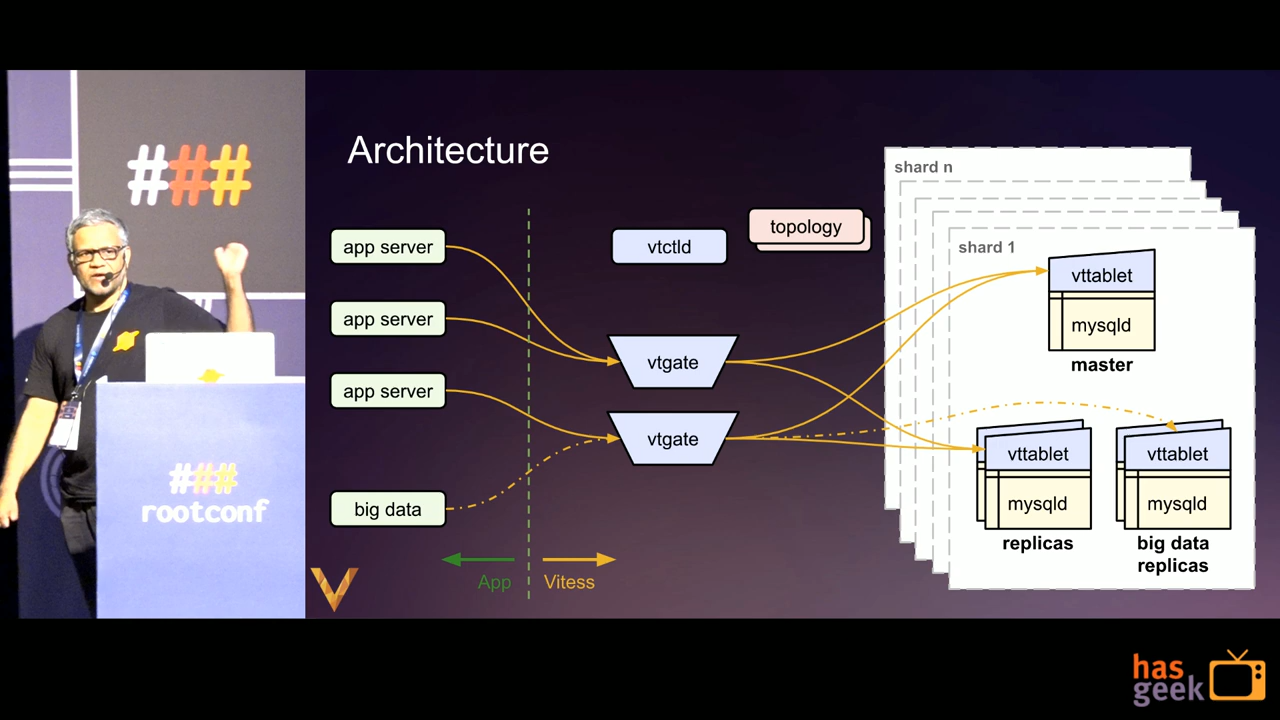 ###
###
rootconf
Architecture
app server
app server
app server
big data
App
Vitess
vtctld
topology
vtgate
vtgate
shard n
shard 1
vttablet
mysqld
master
vttablet
mysqld
replicas
vttablet
mysqld
big data
replicas
has
geek